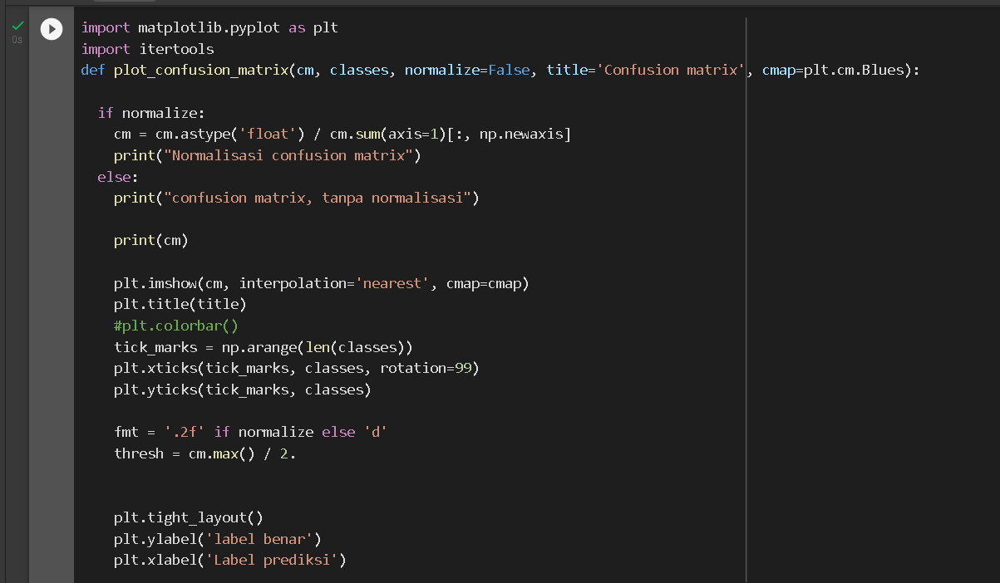 0s
import matplotlib.pyplot as plt
import itertools
def plot_confusion_matrix(cm, classes, normalize=False, title='Confusion matrix', cmap=plt.cm.Blues):
  if normalize:
    cm = cm.astype('float') / cm.sum(axis=1)[:, np.newaxis]
    print("Normalisasi confusion matrix")
  else:
    print("confusion matrix, tanpa normalisasi")
    print(cm)
    plt.imshow(cm, interpolation='nearest', cmap=cmap)
    plt.title(title)
    #plt.colorbar()
    tick_marks = np.arange(len(classes))
    plt.xticks(tick_marks, classes, rotation=99)
    plt.yticks(tick_marks, classes)
    fmt = '.2f' if normalize else 'd'
    thresh = cm.max() / 2.
    plt.tight_layout()
    plt.ylabel('label benar')
    plt.xlabel('Label prediksi')